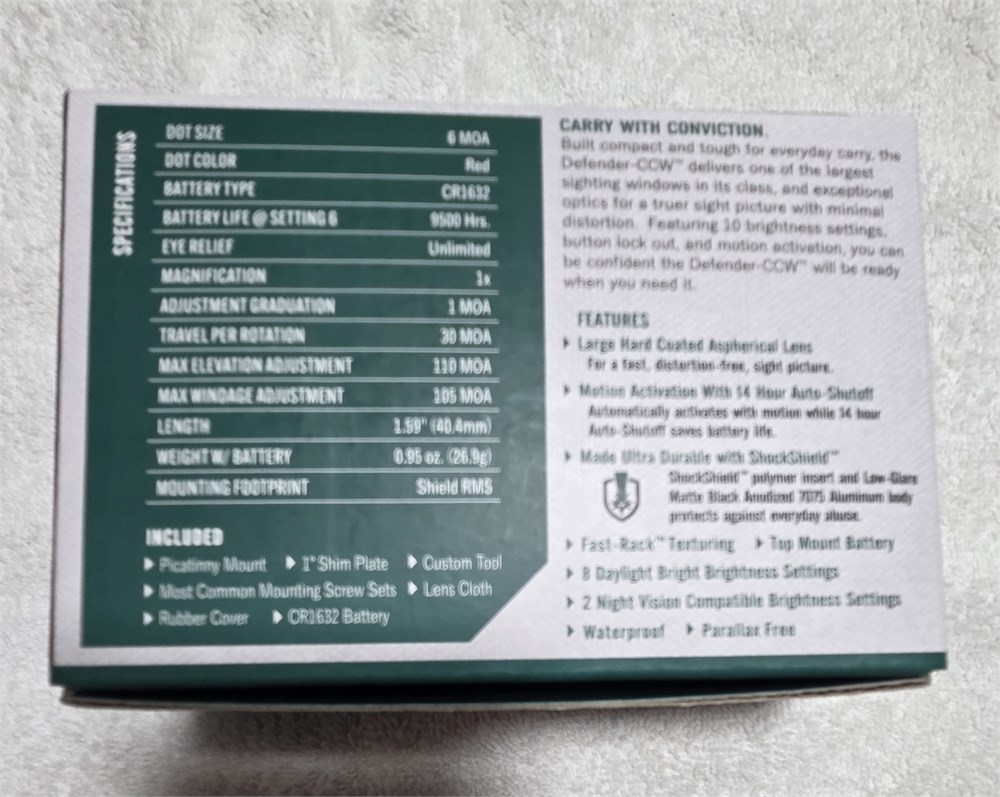 SPECIFICATIONS
DOT SIZE 6 MOA
DOT COLOR Red
BATTERY TYPE CR1632
BATTERY LIFE @ SETTING 6 9500 Hrs.
EYE RELIEF Unlimited
MAGNIFICATION 1x
ADJUSTMENT GRADUATION 1 MOA
TRAVEL PER ROTATION 30 MOA
MAX ELEVATION ADJUSTMENT 110 MOA
MAX WINDAGE ADJUSTMENT 105 MOA
LENGTH 1.59" (40.4mm)
WEIGHT W/ BATTERY 0.95 oz. (26.9g)
MOUNTING FOOTPRINT Shield RMS
INCLUDED
Picatinny Mount
1° Shim Plate
Custom Tool
Most Common Mounting Screw Sets
Lens Cloth
Rubber Cover
CR1632 Battery
CARRY WITH CONVICTION.
Built compact and tough for everyday carry, the
Defender-CCW™ delivers one of the largest
sighting windows in its class, and exceptional
optics for a truer sight picture with minimal
distortion. Featuring 10 brightness settings,
button lock out, and motion activation, you can
be confident the Defender-CCW™ will be ready
when you need it.
FEATURES
Large Hard Coated Aspherical Lens
For a fast, distortion-free, sight picture.
Motion Activation With 14 Hour Auto-Shutoff
Automatically activates with motion while 14 hour
Auto-Shutoff saves battery life.
Made Ultra Durable with ShockShield™
ShockShield™ polymer insert and Low-Glare
Matte Black Anodized 7075 Aluminum body
protects against everyday abuse.
Fast-Rack™ Texturing
Top Mount Battery
8 Daylight Bright Brightness Settings
2 Night Vision Compatible Brightness Settings
Waterproof
Parallax Free